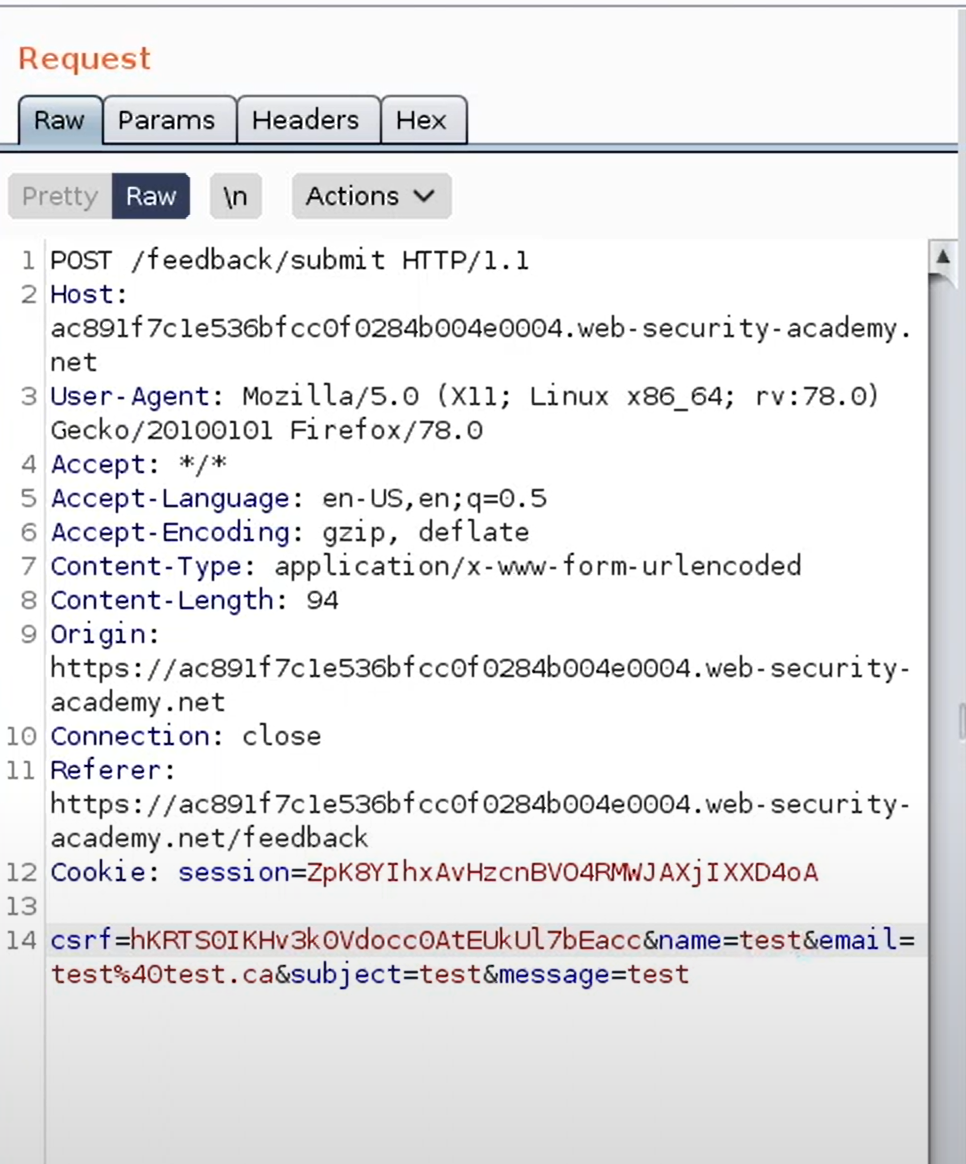 Request
Raw Params Headers Hex
Pretty Raw \n Actions
1 POST /feedback/submit HTTP/1.1
2 Host:
ac891f7c1e536bfcc0f0284b004e0004.web-security-academy.
net
3 User-Agent: Mozilla/5.0 (X11; Linux x86_64; rv:78.0)
Gecko/20100101 Firefox/78.0
4 Accept: */*
5 Accept-Language: en-US,en;q=0.5
6 Accept-Encoding: gzip, deflate
7 Content-Type: application/x-www-form-urlencoded
8 Content-Length: 94
9 Origin:
https://ac891f7c1e536bfcc0f0284b004e0004.web-security-
academy.net
10 Connection: close
11 Referer:
https://ac891f7c1e536bfcc0f0284b004e0004.web-security-
academy.net/feedback
12 Cookie: session=ZpK8YIhxAvHzcnBVO4RMWJAXjIXXD4oA
13
14 csrf=hKRTS0IKHv3k0Vdocc0AtEUkUl7bEacc&name=test&email=
test%40test.ca&subject=test&message=test